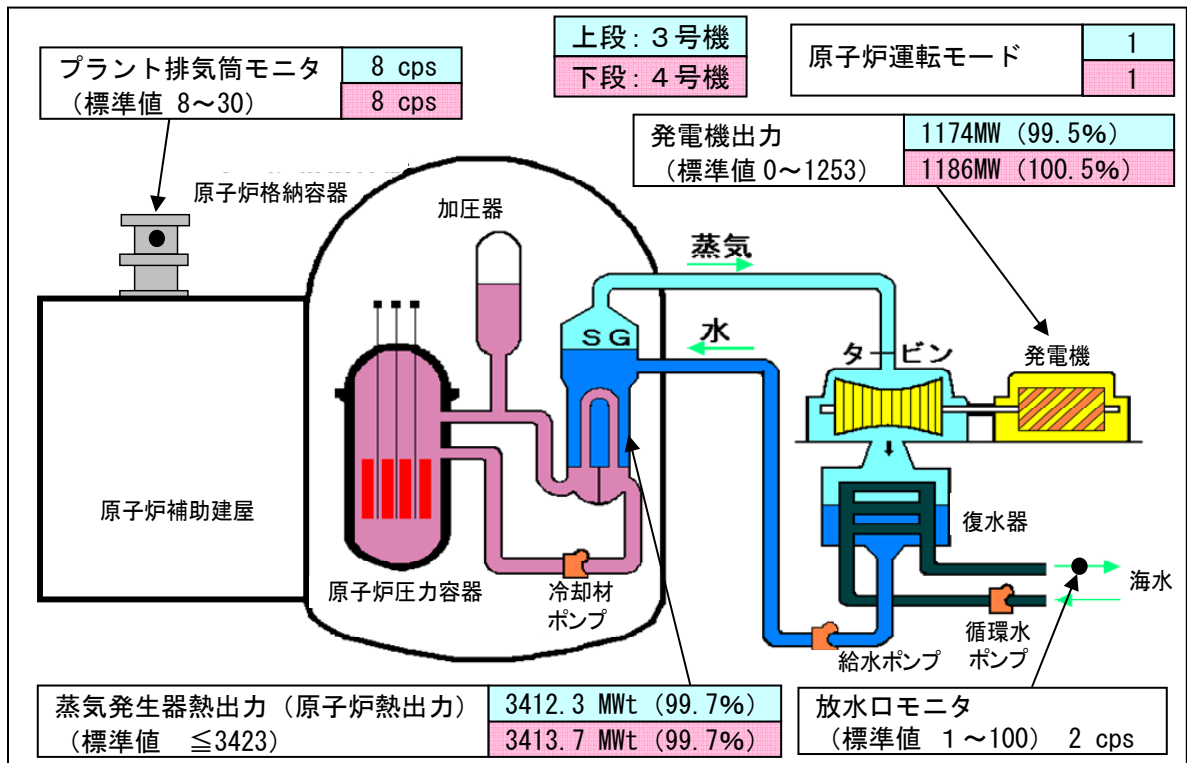 上段：３号機
下段：４号機
プラント排気筒モニタ
（標準値 8～30）
8 cps
8 cps
原子炉運転モード
1
1
発電機出力
（標準値 0～1253）
1174MW (99.5%)
1186MW (100.5%)
原子炉格納容器
加圧器
蒸気
ＳＧ
水
タービン
発電機
原子炉補助建屋
復水器
原子炉圧力容器
冷却材
ポンプ
海水
循環水
ポンプ
給水ポンプ
蒸気発生器熱出力（原子炉熱出力）
（標準値　≦3423）
3412.3 MWt (99.7%)
3413.7 MWt (99.7%)
放水口モニタ
（標準値　１～100）　2 cps